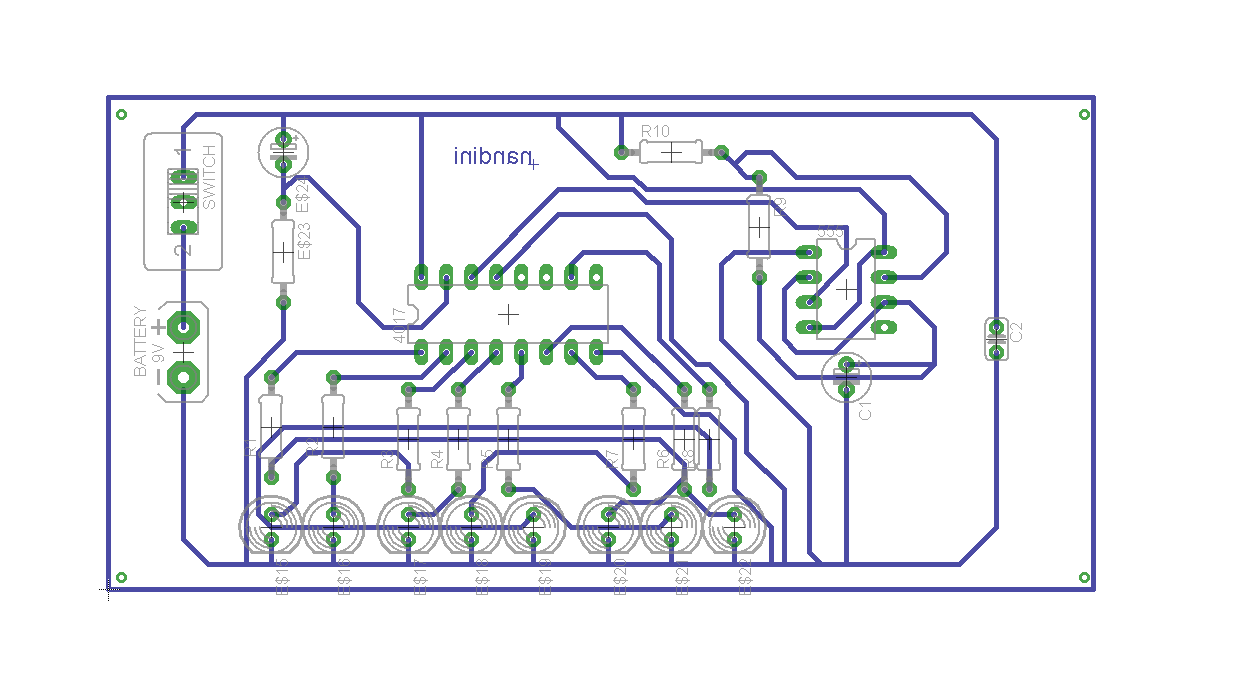 R10
nandini
1
SWITCH
2
E$24
E$23
R9
555
BATTERY
9V
+
-
4017
C2
C1
R1
R2
R3
R4
R5
R7
R6
R8
E$15
E$16
E$17
E$18
E$19
E$20
E$21
E$22